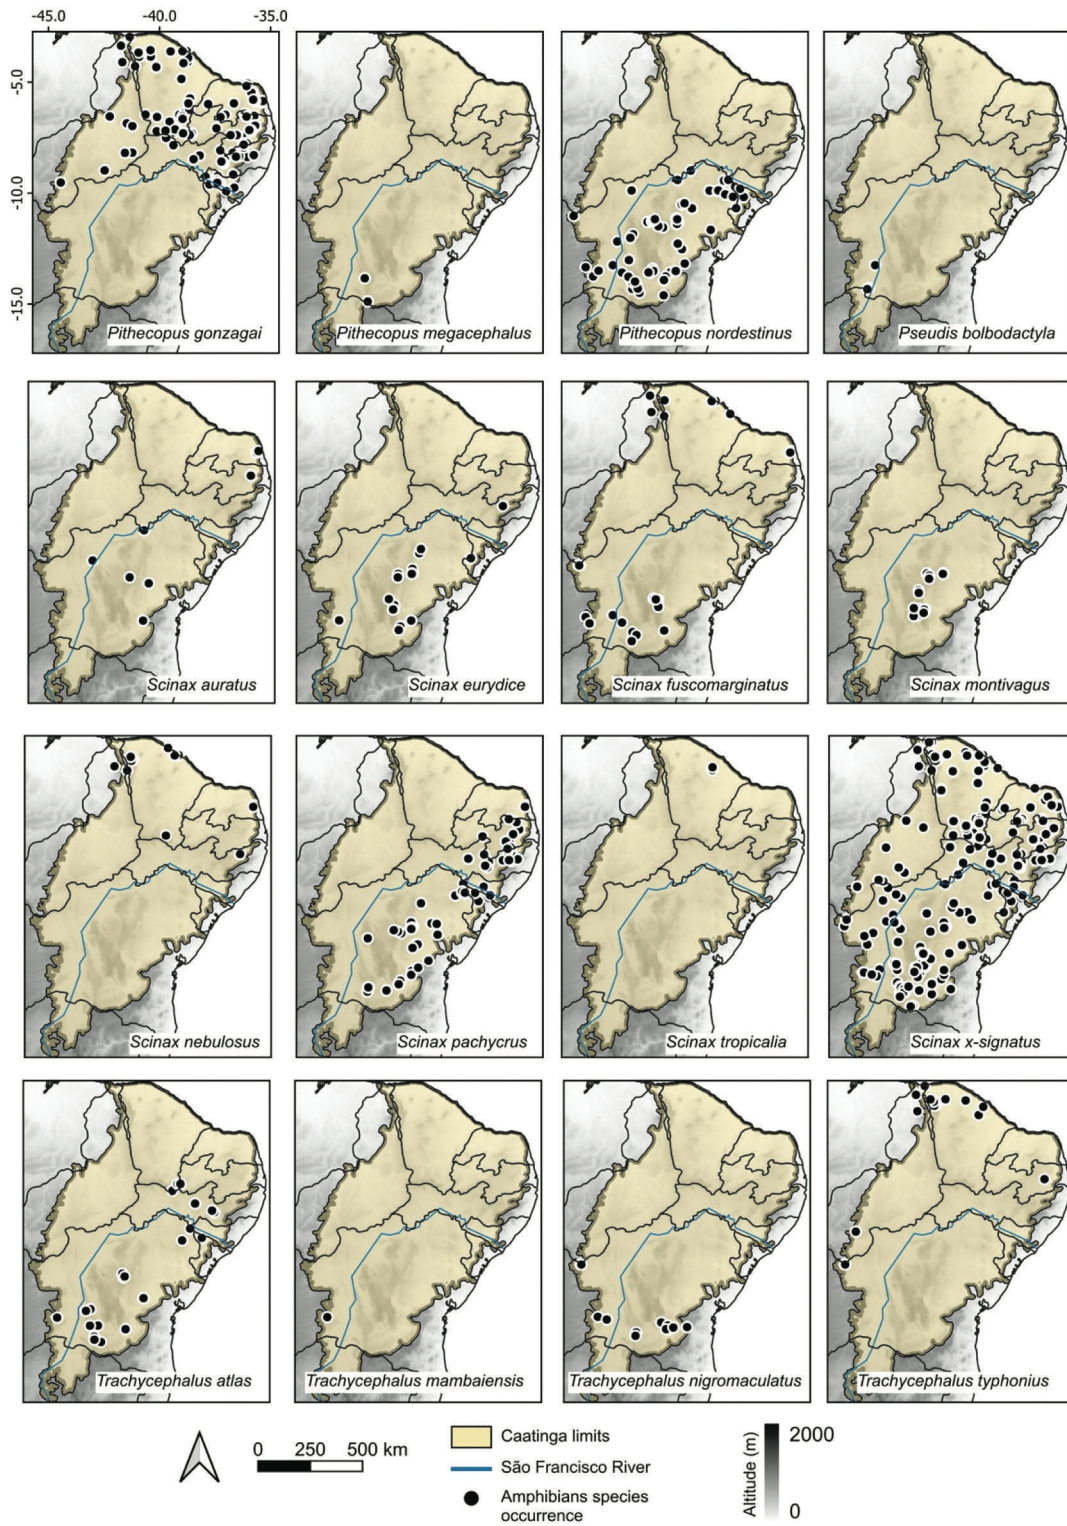 -45.0 -40.0 -35.0
-5.0
-10.0
-15.0
Pithecopus gonzagai
Pithecopus megacephalus
Pithecopus nordestinus
Pseudis bolbodactyla
Scinax auratus
Scinax eurydice
Scinax fuscomarginatus
Scinax montivagus
Scinax nebulosus
Scinax pachycrus
Scinax tropicalia
Scinax x-signatus
Trachycephalus atlas
Trachycephalus mambaiensis
Trachycephalus nigromaculatus
Trachycephalus typhonius
0 250 500 km
Caatinga limits
São Francisco River
Amphibians species
occurrence
Altitude (m)
2000
0